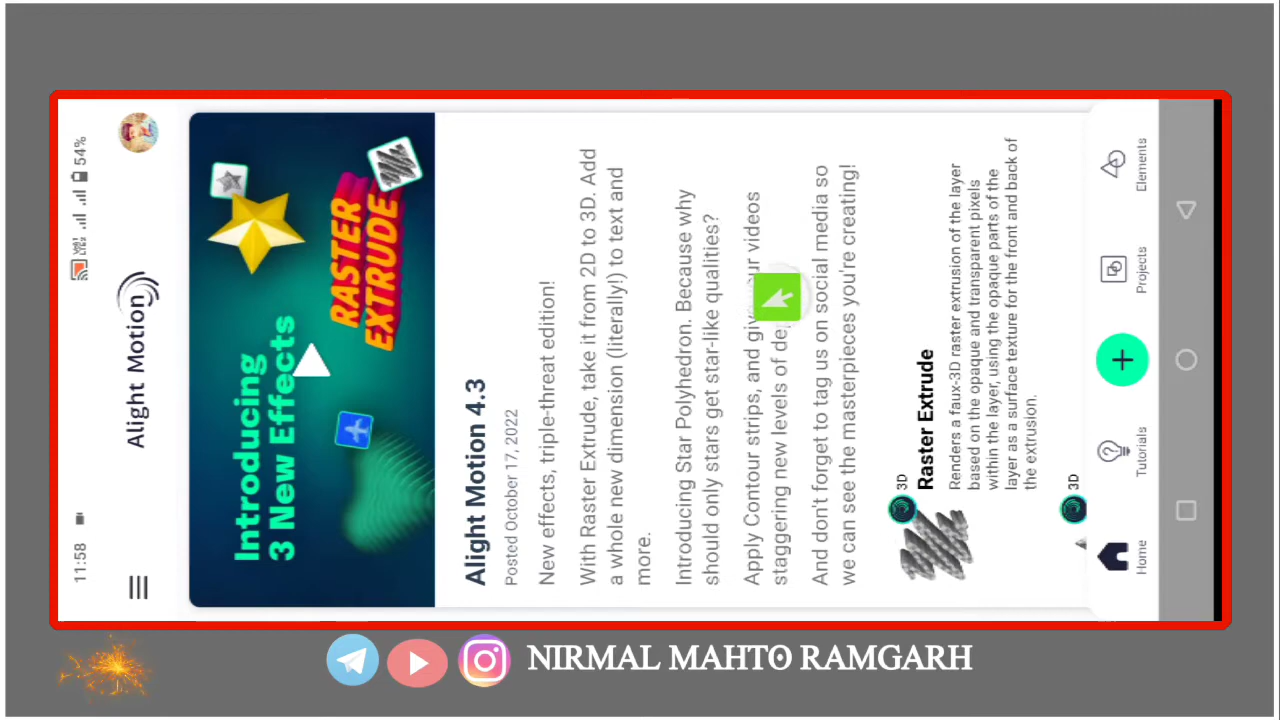 11:58
LTE2
54%
Alight Motion
Introducing
3 New Effects
RASTER
EXTRUDE
Alight Motion 4.3
Posted October 17, 2022
New effects, triple-threat edition!
With Raster Extrude, take it from 2D to 3D. Add
a whole new dimension (literally!) to text and
more.
Introducing Star Polyhedron. Because why
should only stars get star-like qualities?
Apply Contour strips, and videos
staggering new levels of
And don't forget to tag us on social media so
we can see the masterpieces you're creating!
3D
Raster Extrude
Renders a faux-3D raster extrusion of the layer
based on the opaque and transparent pixels
within the layer, using the opaque parts of the
layer as a surface texture for the front and back of
the extrusion.
3D
Home
Tutorials
Projects
Elements
NIRMAL MAHTO RAMGARH